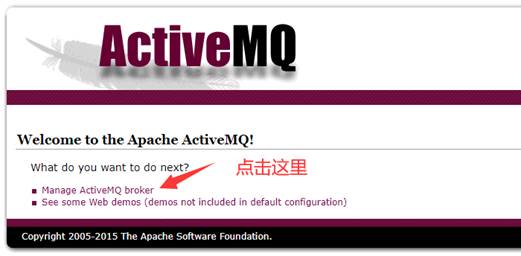 ActiveMQ
Welcome to the Apache ActiveMQ!
What do you want to do next?
点击这里
Manage ActiveMQ broker
See some Web demos (demos not included in default configuration)
Copyright 2005-2015 The Apache Software Foundation.